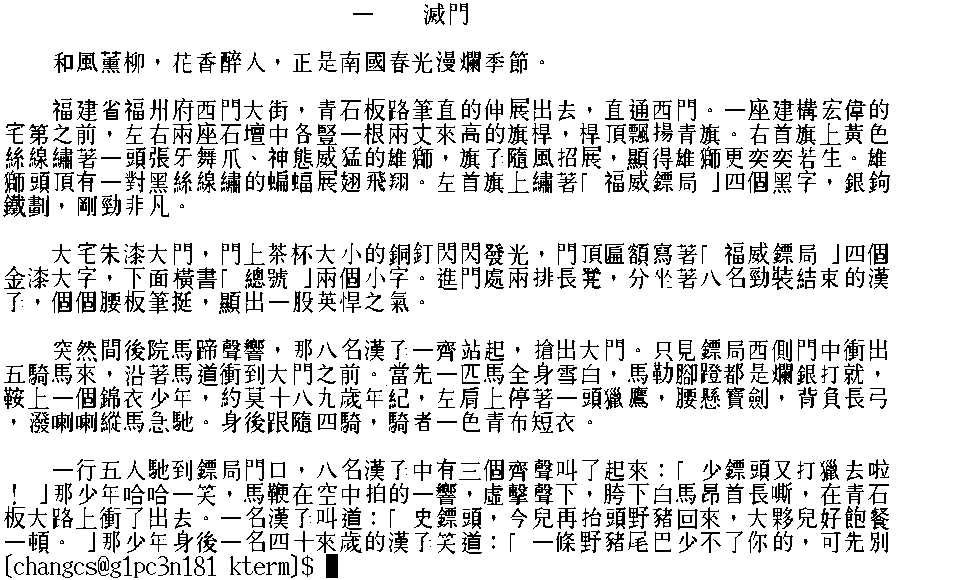 一　　滅門
和風薰柳，花香醉人，正是南國春光漫爛季節。
福建省福州府西門大街，青石板路筆直的伸展出去，直通西門。一座建構宏偉的
宅第之前，左右兩座石壇中各豎一根兩丈來高的旗桿，桿頂飄揚青旗。右首旗上黃色
絲線繡著一頭張牙舞爪、神態威猛的雄獅，旗子隨風招展，顯得雄獅更奕奕若生。雄
獅頭頂有一對黑絲線繡的蝙蝠展翅飛翔。左首旗上繡著「福威鏢局」四個黑字，銀鉤
鐵劃，剛勁非凡。
大宅朱漆大門，門上茶杯大小的銅釘閃閃發光，門頂匾額寫著「福威鏢局」四個
金漆大字，下面橫書「總號」兩個小字。進門處兩排長凳，分坐著八名勁裝結束的漢
子，個個腰板筆挺，顯出一股英悍之氣。
突然間後院馬蹄聲響，那八名漢子一齊站起，搶出大門。只見鏢局西側門中衝出
五騎馬來，沿著馬道衝到大門之前。當先一匹馬全身雪白，馬勒腳蹬都是爛銀打就，
鞍上一個錦衣少年，約莫十八九歲年紀，左肩上停著一頭獵鷹，腰懸寶劍，背負長弓
，潑喇喇縱馬急馳。身後跟隨四騎，騎者一色青布短衣。
一行五人馳到鏢局門口，八名漢子中有三個齊聲叫了起來：「少鏢頭又打獵去啦
！」那少年哈哈一笑，馬鞭在空中拍的一響，虛擊聲下，胯下白馬昂首長嘶，在青石
板大路上衝了出去。一名漢子叫道：「史鏢頭，今兒再抬頭野豬回來，大夥兒好飽餐
一頓。」那少年身後一名四十來歲的漢子笑道：「一條野豬尾巴少不了你的，可先別
[changcs@g1pc3n181 kterm]$